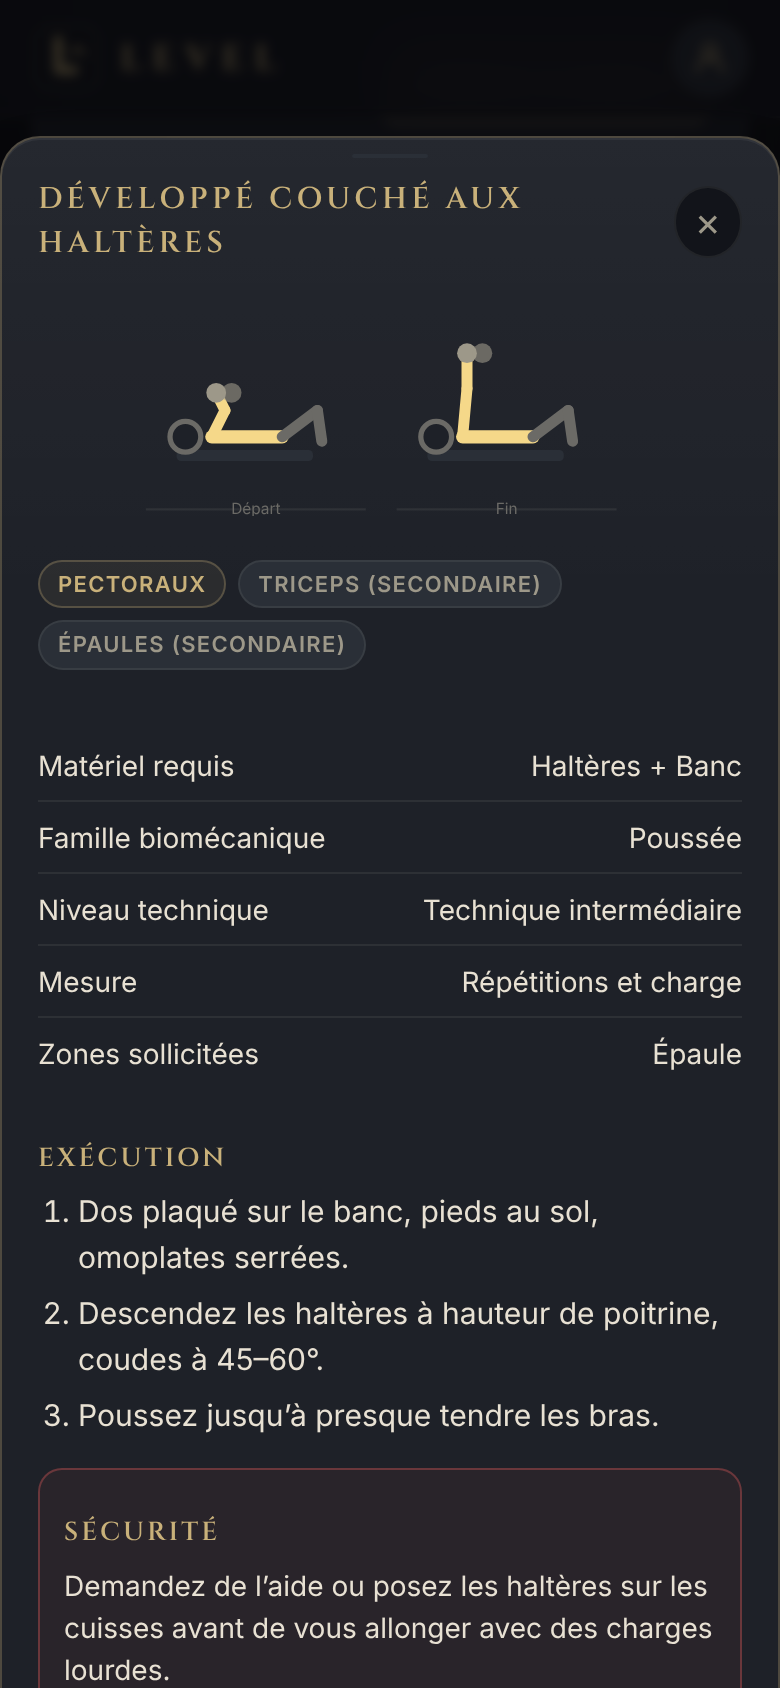 LEVEL
DÉVELOPPÉ COUCHÉ AUX
HALTÈRES
Départ
Fin
PECTORAUX
TRICEPS (SECONDAIRE)
ÉPAULES (SECONDAIRE)
Matériel requis
Haltères + Banc
Famille biomécanique
Poussée
Niveau technique
Technique intermédiaire
Mesure
Répétitions et charge
Zones sollicitées
Épaule
EXÉCUTION
1. Dos plaqué sur le banc, pieds au sol,
omoplates serrées.
2. Descendez les haltères à hauteur de poitrine,
coudes à 45–60°.
3. Poussez jusqu’à presque tendre les bras.
SÉCURITÉ
Demandez de l’aide ou posez les haltères sur les
cuisses avant de vous allonger avec des charges
lourdes.